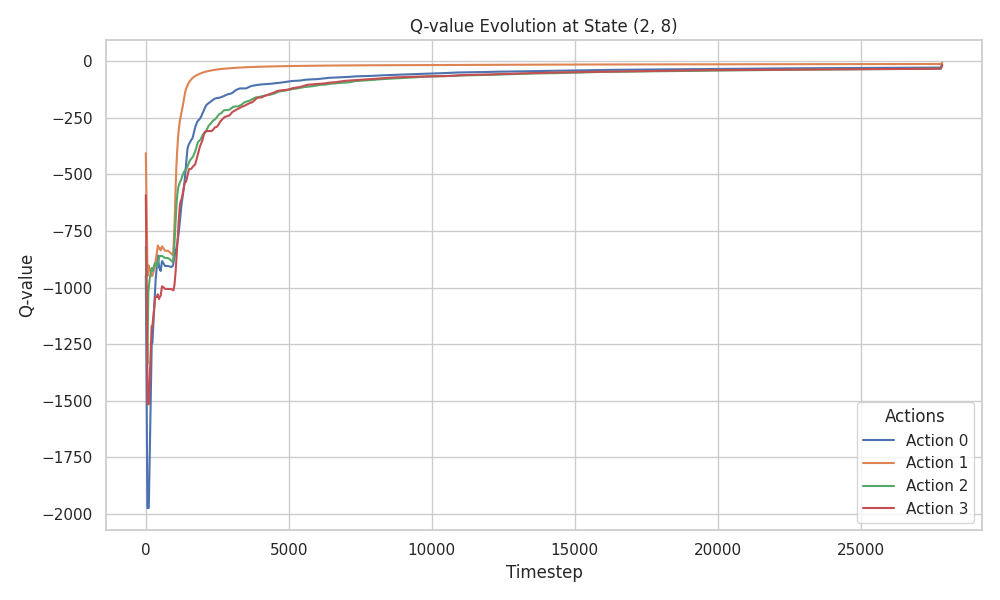 Q-value Evolution at State (2, 8)
Q-value
0
−250
−500
−750
−1000
−1250
−1500
−1750
−2000
Actions
Action 0
Action 1
Action 2
Action 3
0 5000 10000 15000 20000 25000
Timestep